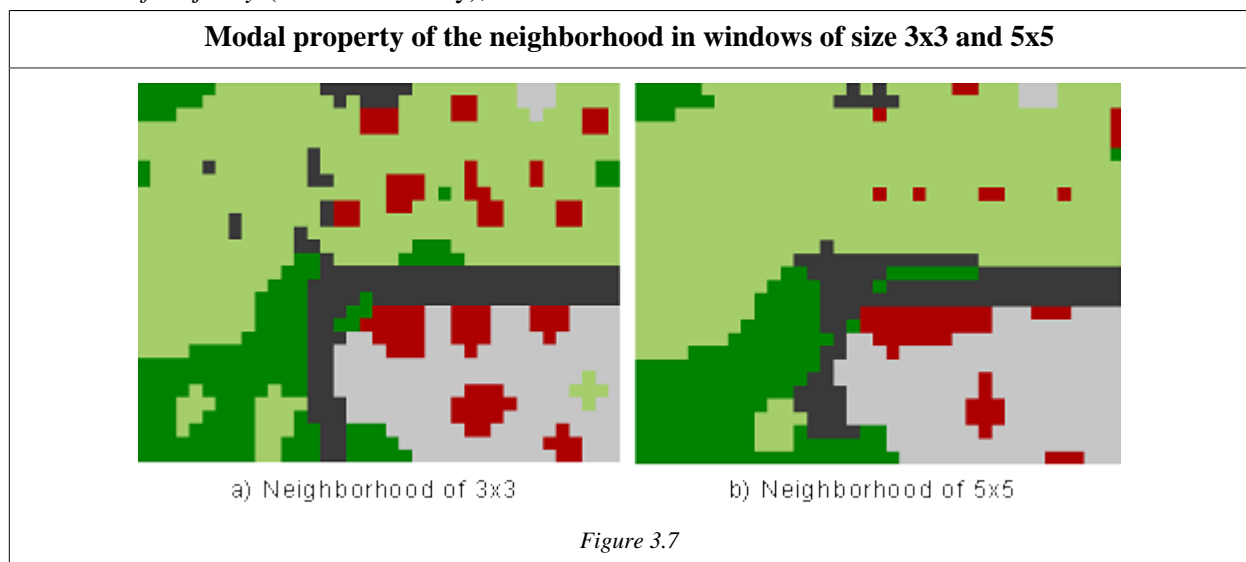 Modal property of the neighborhood in windows of size 3x3 and 5x5
a) Neighborhood of 3x3
b) Neighborhood of 5x5
Figure 3.7